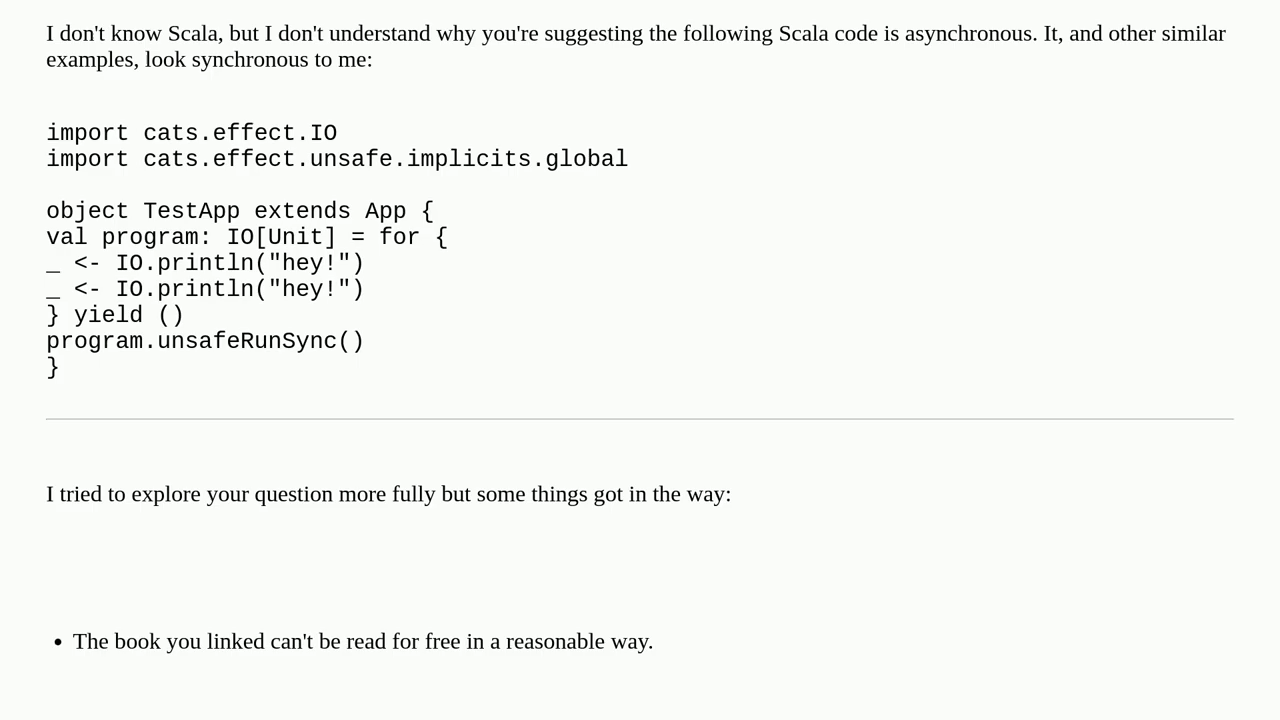 I don't know Scala, but I don't understand why you're suggesting the following Scala code is asynchronous. It, and other similar
examples, look synchronous to me:
import cats.effect.IO
import cats.effect.unsafe.implicits.global
object TestApp extends App {
val program: IO[Unit] = for {
_ <- IO.println("hey!")
_ <- IO.println("hey!")
} yield ()
program.unsafeRunSync()
}
I tried to explore your question more fully but some things got in the way:
• The book you linked can't be read for free in a reasonable way.